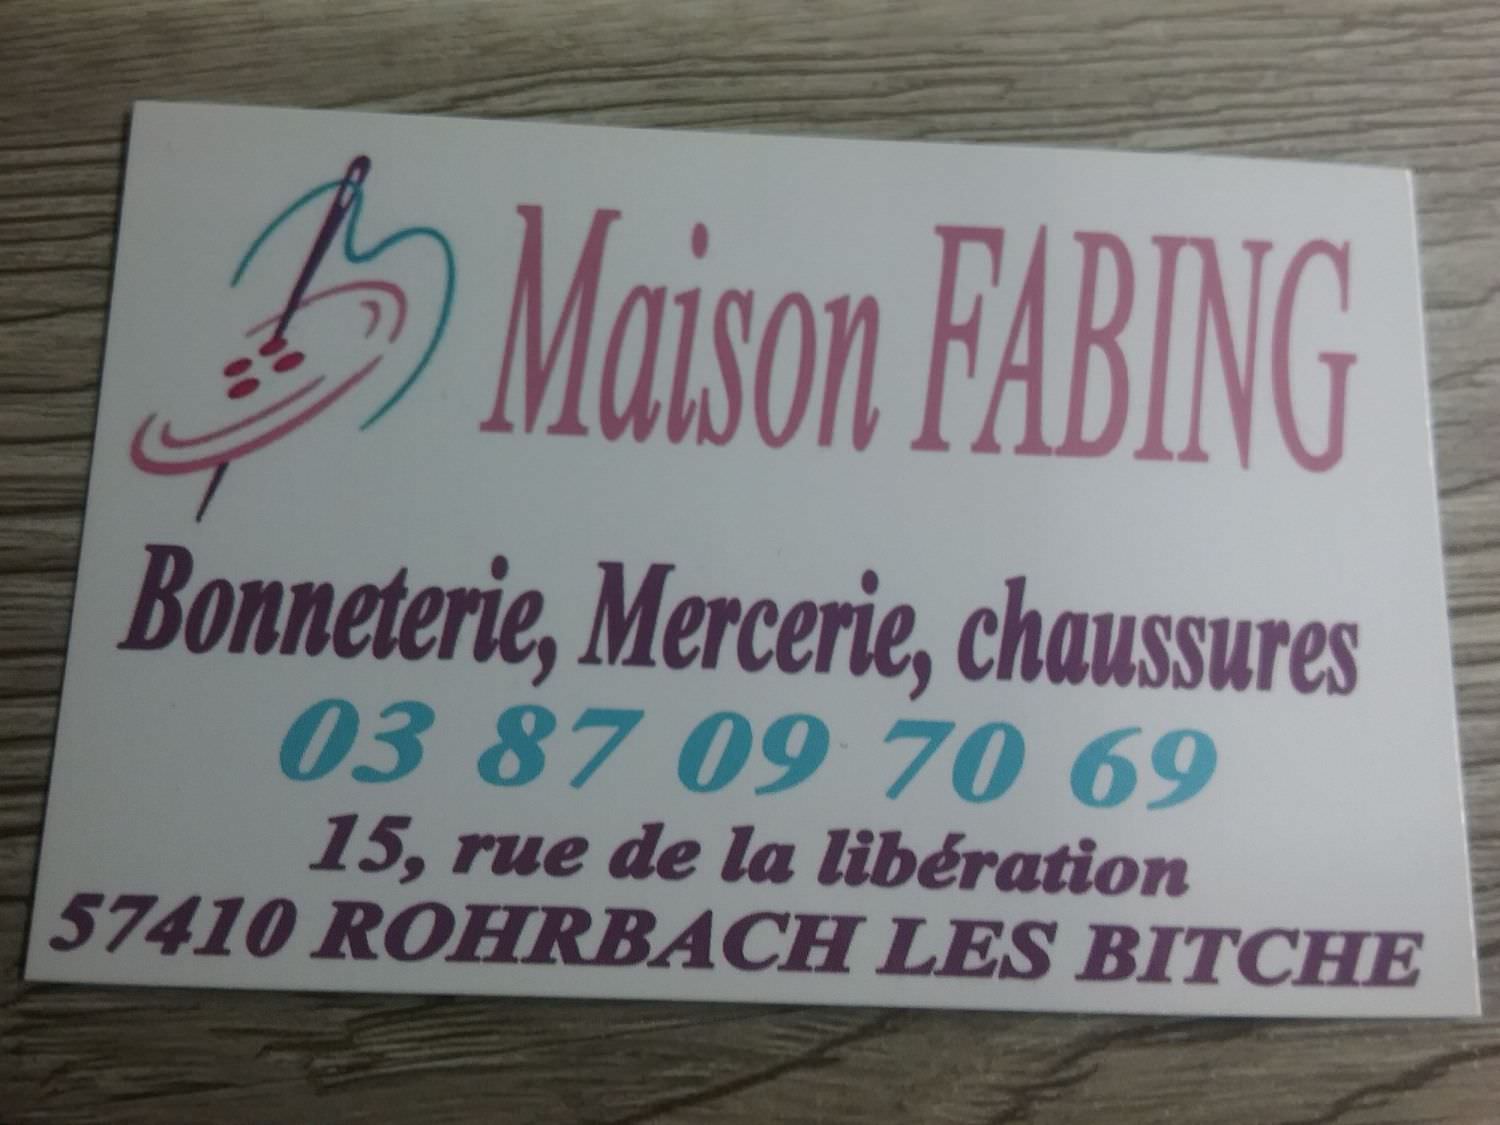 Maison FABING
Bonneterie, Mercerie, chaussures
03 87 09 70 69
15, rue de la libération
57410 ROHRBACH LES BITCHE